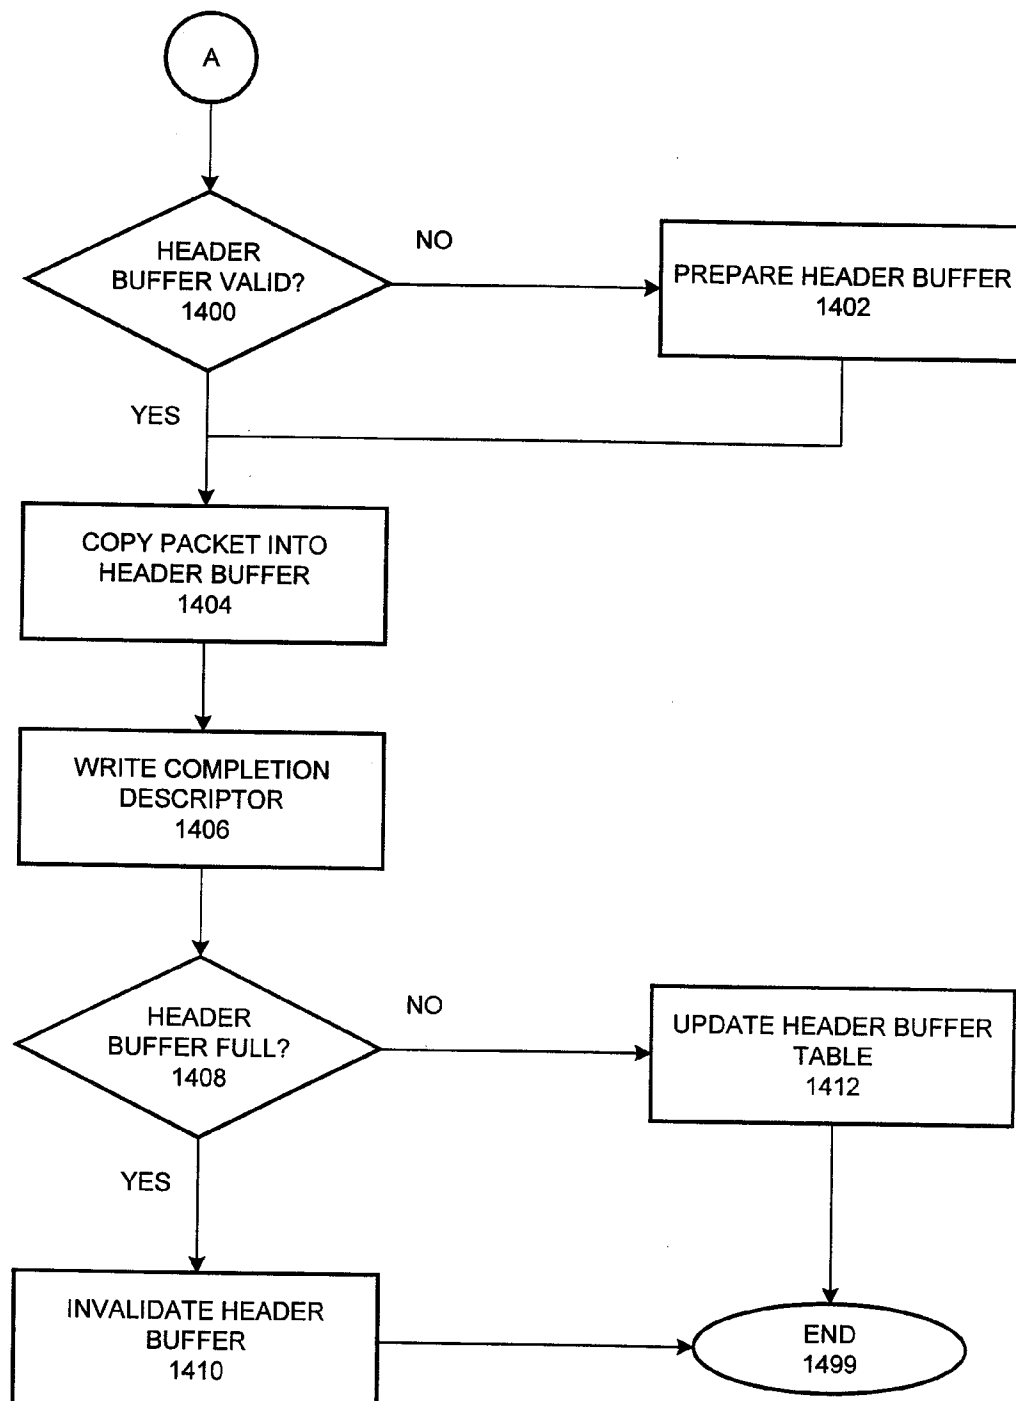 A
HEADER
BUFFER VALID?
1400
NO
PREPARE HEADER BUFFER
1402
YES
COPY PACKET INTO
HEADER BUFFER
1404
WRITE COMPLETION
DESCRIPTOR
1406
HEADER
BUFFER FULL?
1408
NO
UPDATE HEADER BUFFER
TABLE
1412
YES
INVALIDATE HEADER
BUFFER
1410
END
1499